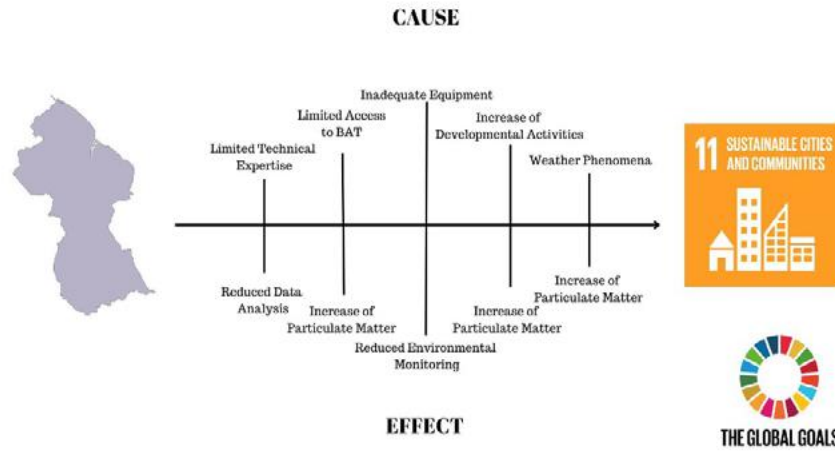 CAUSE
Inadequate Equipment
Limited Access
to BAT
Increase of
Developmental Activities
Limited Technical
Expertise
Weather Phenomena
11 SUSTAINABLE CITIES
AND COMMUNITIES
Reduced Data
Analysis
Increase of
Particulate Matter
Reduced Environmental
Monitoring
Increase of
Particulate Matter
Increase of
Particulate Matter
EFFECT
THE GLOBAL GOALS